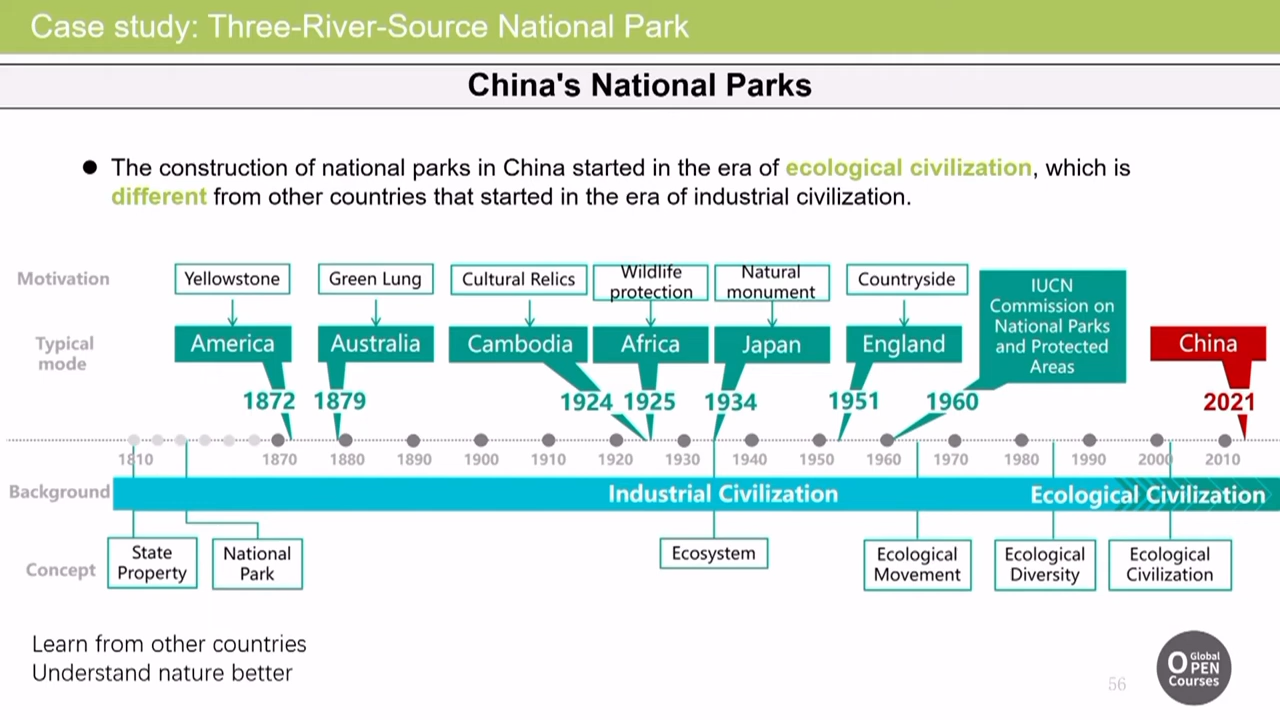 Case study: Three-River-Source National Park
China's National Parks
● The construction of national parks in China started in the era of ecological civilization, which is
different from other countries that started in the era of industrial civilization.
Motivation
Yellowstone
Green Lung
Cultural Relics
Wildlife
protection
Natural
monument
Countryside
IUCN
Commission on
National Parks
and Protected
Areas
Typical
mode
America
Australia
Cambodia
Africa
Japan
England
China
1872
1879
1924
1925
1934
1951
1960
2021
1810
1870
1880
1890
1900
1910
1920
1930
1940
1950
1960
1970
1980
1990
2000
2010
Background
Industrial Civilization
Ecological Civilization
Concept
State
Property
National
Park
Ecosystem
Ecological
Movement
Ecological
Diversity
Ecological
Civilization
Learn from other countries
Understand nature better
56
Global
OPEN
Courses